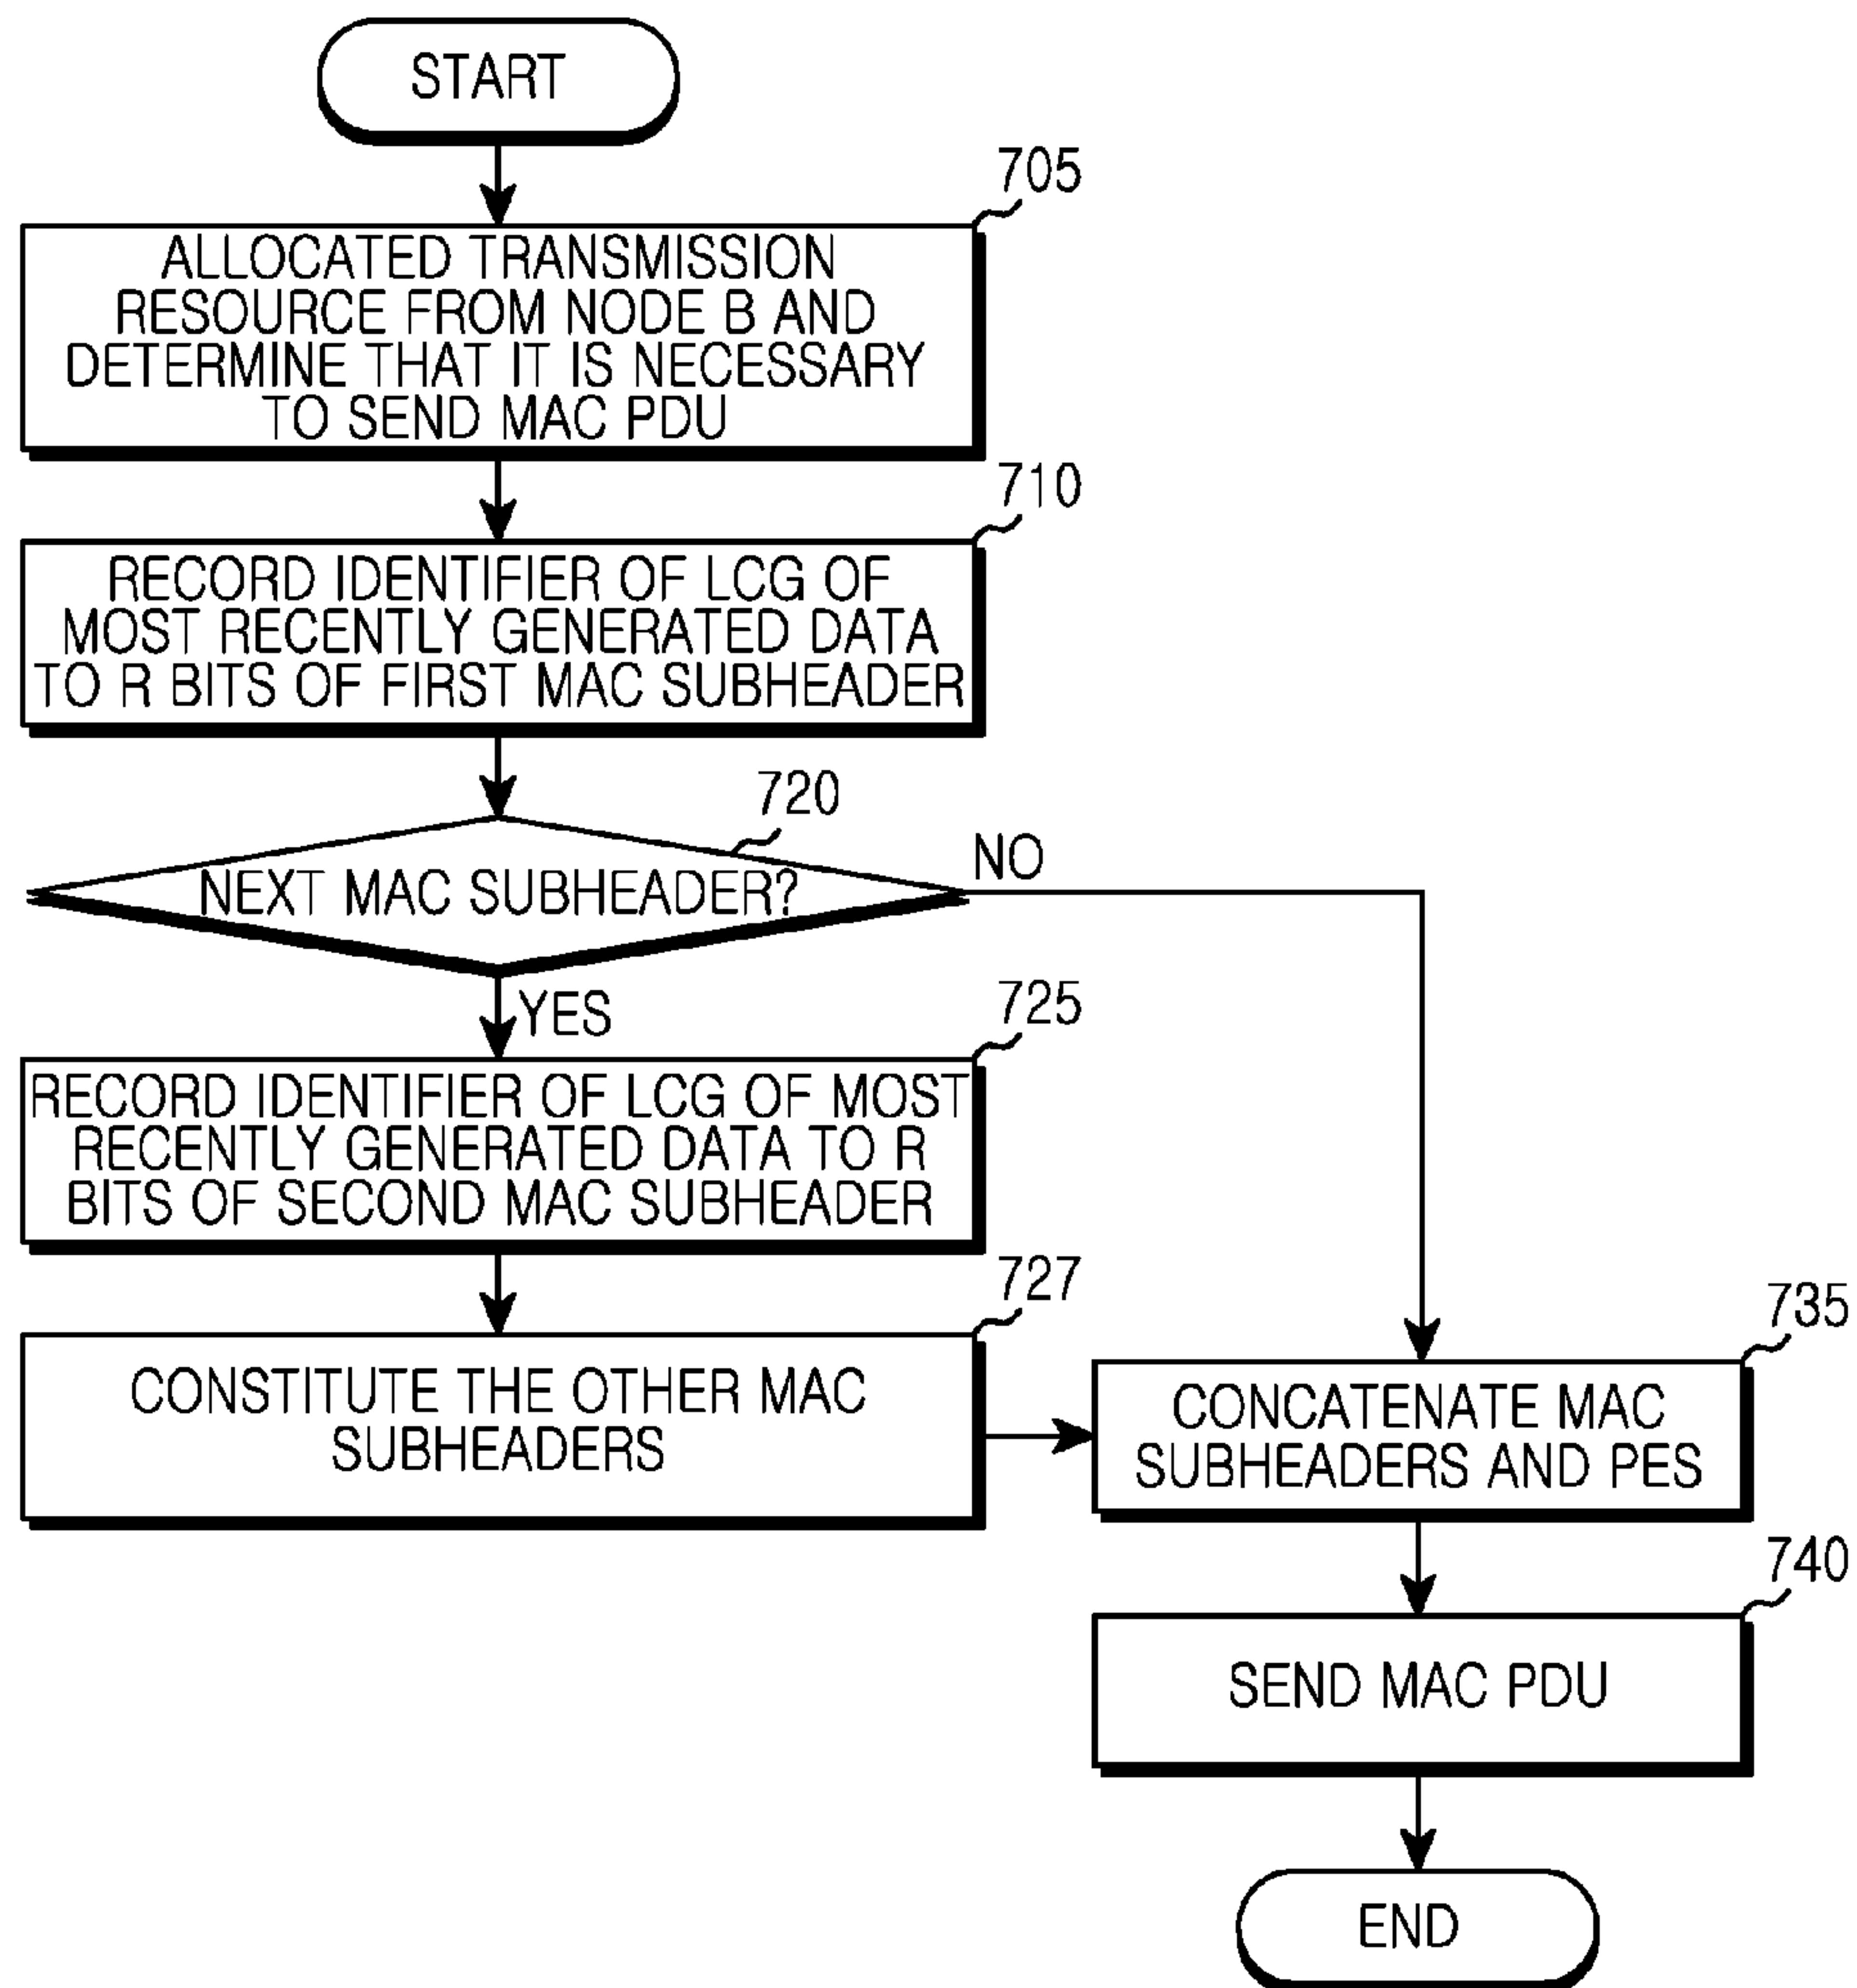 START
705
ALLOCATED TRANSMISSION
RESOURCE FROM NODE B AND
DETERMINE THAT IT IS NECESSARY
TO SEND MAC PDU
710
RECORD IDENTIFIER OF LCG OF
MOST RECENTLY GENERATED DATA
TO R BITS OF FIRST MAC SUBHEADER
720
NEXT MAC SUBHEADER?
NO
YES
725
RECORD IDENTIFIER OF LCG OF MOST
RECENTLY GENERATED DATA TO R
BITS OF SECOND MAC SUBHEADER
727
CONSTITUTE THE OTHER MAC
SUBHEADERS
735
CONCATENATE MAC
SUBHEADERS AND PES
740
SEND MAC PDU
END